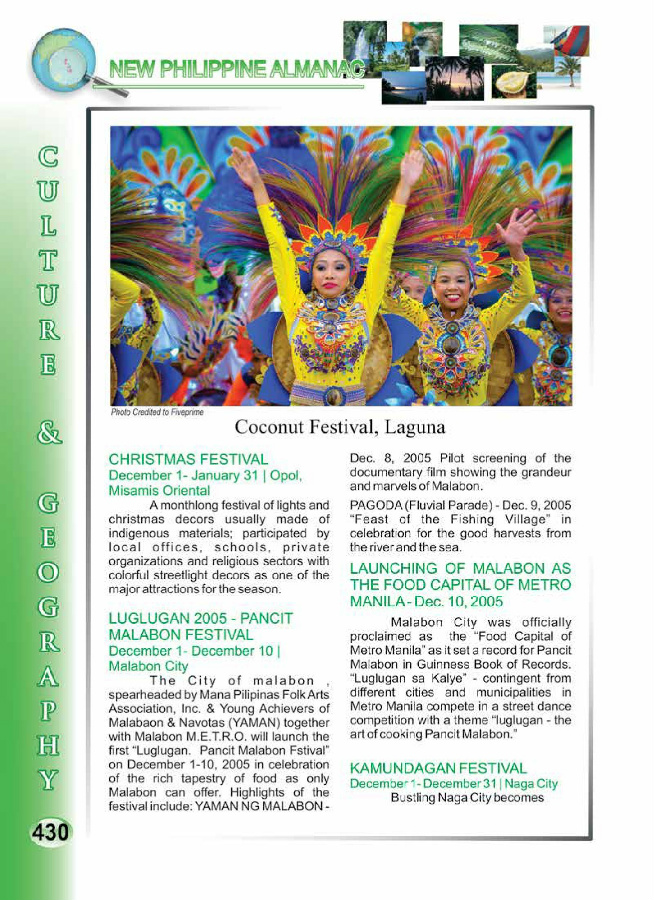 NEW PHILIPPINE ALMANAC
CULTURE & GEOGRAPHY
Photo Credited to Fiveprime
Coconut Festival, Laguna
CHRISTMAS FESTIVAL
December 1- January 31 | Opol,
Misamis Oriental
A monthlong festival of lights and
christmas decors usually made of
indigenous materials; participated by
local offices, schools, private
organizations and religious sectors with
colorful streetlight decors as one of the
major attractions for the season.
LUGLUGAN 2005 - PANCIT
MALABON FESTIVAL
December 1- December 10 |
Malabon City
The City of malabon ,
spearheaded by Mana Pilipinas Folk Arts
Association, Inc. & Young Achievers of
Malabaon & Navotas (YAMAN) together
with Malabon M.E.T.R.O. will launch the
first “Luglugan. Pancit Malabon Fstival”
on December 1-10, 2005 in celebration
of the rich tapestry of food as only
Malabon can offer. Highlights of the
festival include: YAMAN NG MALABON -
Dec. 8, 2005 Pilot screening of the
documentary film showing the grandeur
and marvels of Malabon.
PAGODA (Fluvial Parade) - Dec. 9, 2005
“Feast of the Fishing Village” in
celebration for the good harvests from
the river and the sea.
LAUNCHING OF MALABON AS
THE FOOD CAPITAL OF METRO
MANILA - Dec. 10, 2005
Malabon City was officially
proclaimed as the “Food Capital of
Metro Manila” as it set a record for Pancit
Malabon in Guinness Book of Records.
“Luglugan sa Kalye” - contingent from
different cities and municipalities in
Metro Manila compete in a street dance
competition with a theme “luglugan - the
art of cooking Pancit Malabon.”
KAMUNDAGAN FESTIVAL
December 1- December 31 | Naga City
Bustling Naga City becomes
430